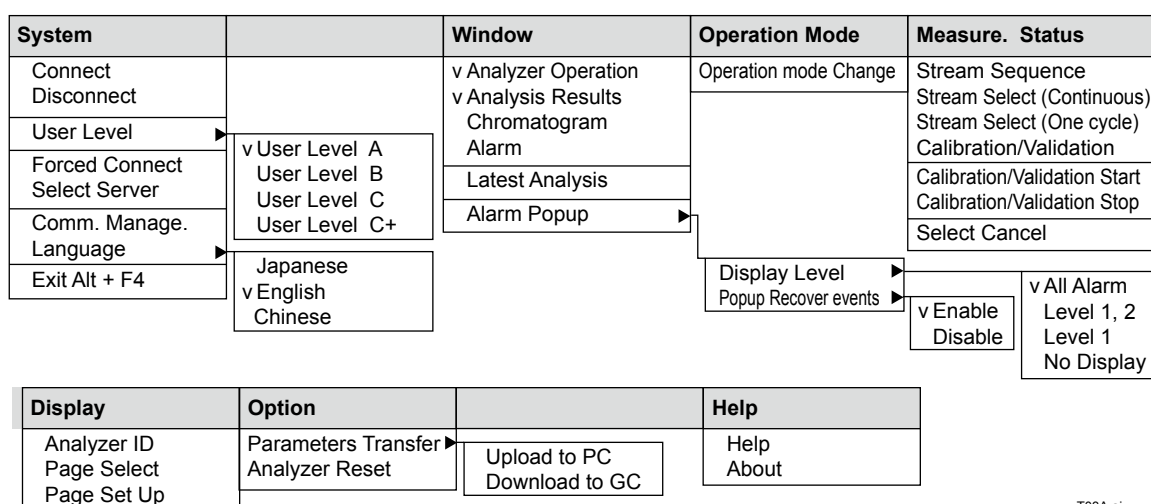 System
Window
Operation Mode
Measure. Status
Connect
Disconnect
User Level
Forced Connect
Select Server
Comm. Manage.
Language
Exit Alt + F4
v User Level A
User Level B
User Level C
User Level C+
Japanese
v English
Chinese
v Analyzer Operation
v Analysis Results
Chromatogram
Alarm
Latest Analysis
Alarm Popup
Operation mode Change
Display Level
Popup Recover events
v Enable
Disable
Stream Sequence
Stream Select (Continuous)
Stream Select (One cycle)
Calibration/Validation
Calibration/Validation Start
Calibration/Validation Stop
Select Cancel
v All Alarm
Level 1, 2
Level 1
No Display
Display
Option
Help
Analyzer ID
Page Select
Page Set Up
Parameters Transfer
Analyzer Reset
Upload to PC
Download to GC
Help
About